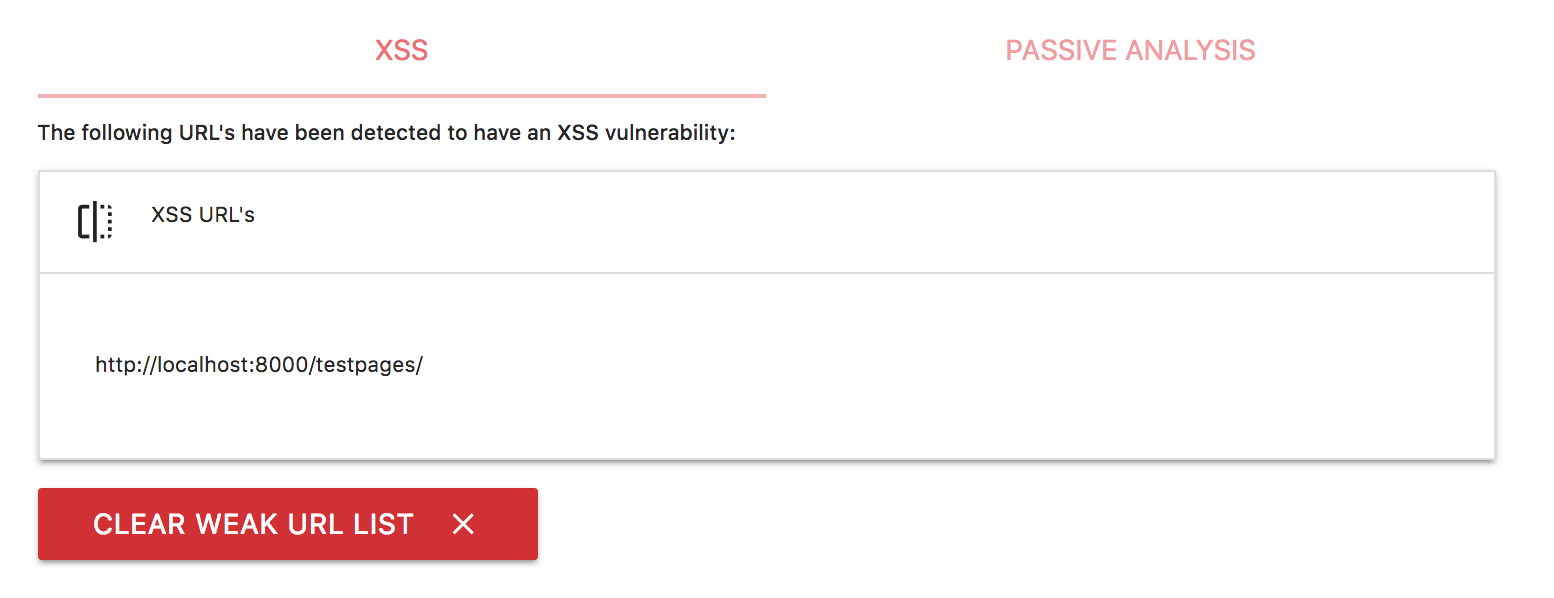 XSS
PASSIVE ANALYSIS
The following URL's have been detected to have an XSS vulnerability:
XSS URL's
http://localhost:8000/testpages/
CLEAR WEAK URL LIST